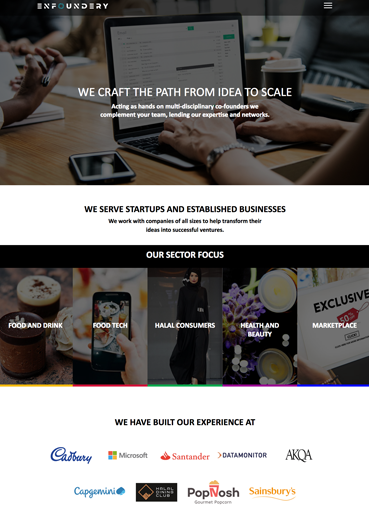 ENFOUNDERY
WE CRAFT THE PATH FROM IDEA TO SCALE
Acting as hands on multi-disciplinary co-founders we
complement your team, lending our expertise and networks.
WE SERVE STARTUPS AND ESTABLISHED BUSINESSES
We work with companies of all sizes to help transform their
ideas into successful ventures.
OUR SECTOR FOCUS
FOOD AND DRINK
FOOD TECH
HALAL CONSUMERS
HEALTH AND
BEAUTY
MARKETPLACE
EXCLUSIVE
50%
WE HAVE BUILT OUR EXPERIENCE AT
Cadbury
Microsoft
Santander
DATAMONITOR
AKQA
Capgemini
HALAL
DINING
CLUB
PopNosh
Gourmet Popcorn
Sainsbury's